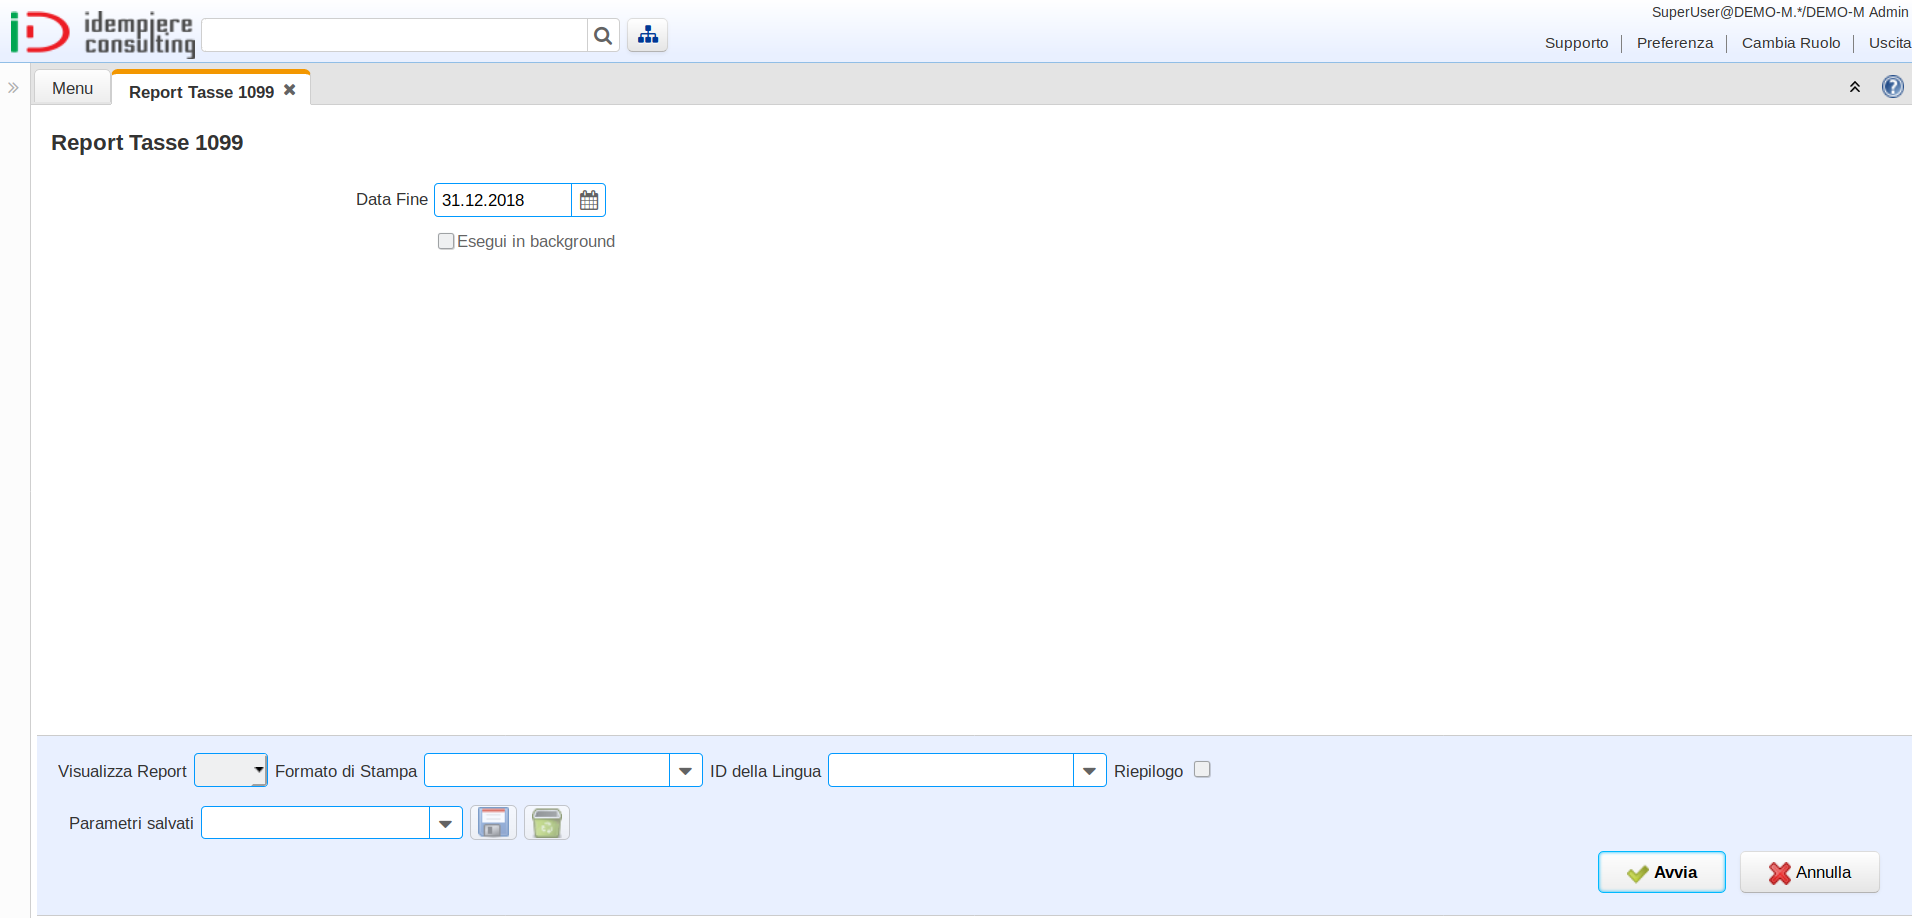 idempiere
consulting
SuperUser@DEMO-M.*/DEMO-M Admin
Supporto
Preferenza
Cambia Ruolo
Uscita
Menu
Report Tasse 1099
Report Tasse 1099
Data Fine 31.12.2018
Esegui in background
Visualizza Report
Formato di Stampa
ID della Lingua
Riepilogo
Parametri salvati
Avvia
Annulla